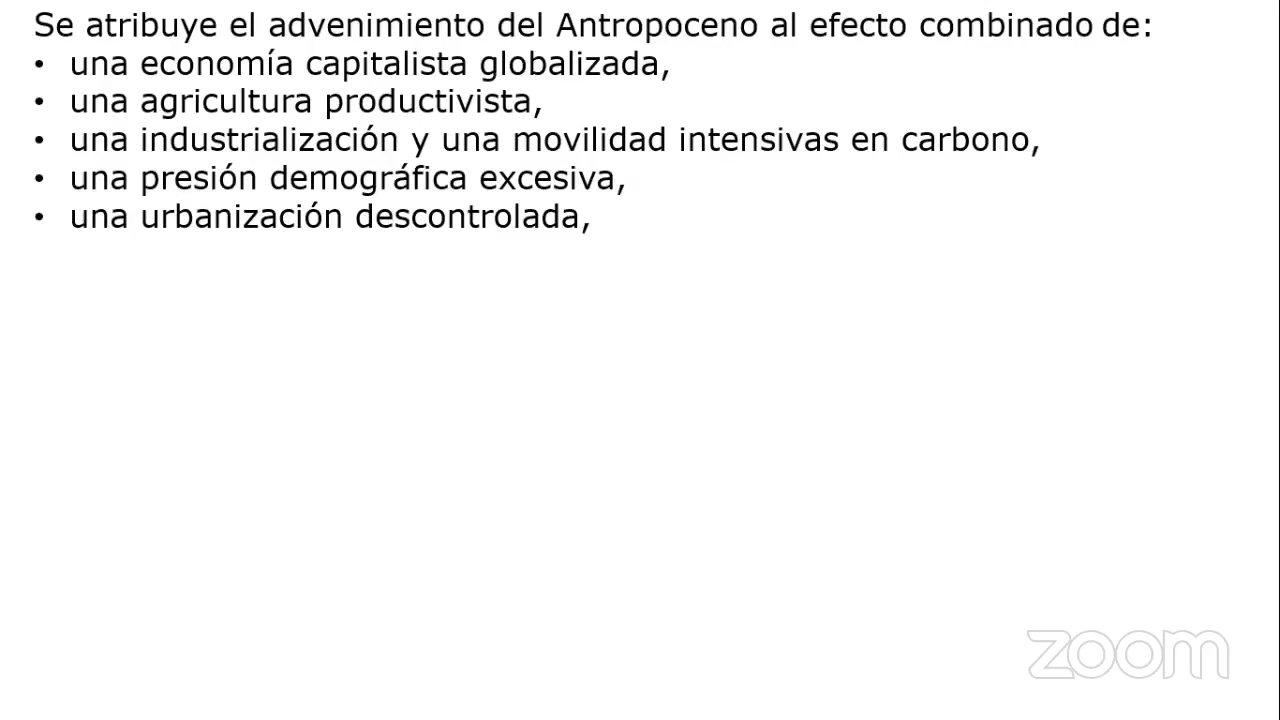 Se atribuye el advenimiento del Antropoceno al efecto combinado de:
• una economía capitalista globalizada,
• una agricultura productivista,
• una industrialización y una movilidad intensivas en carbono,
• una presión demográfica excesiva,
• una urbanización descontrolada,
zoom